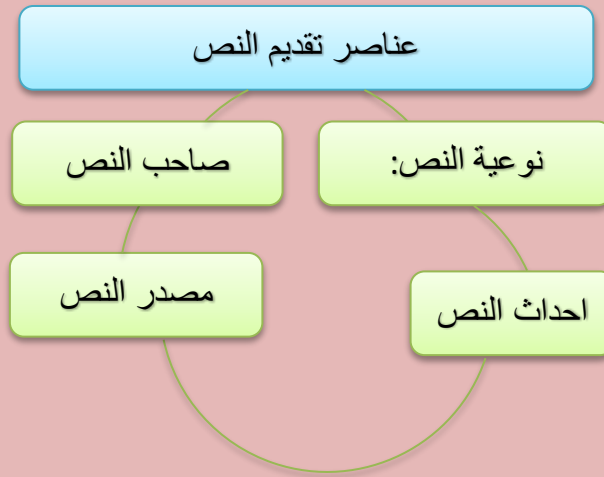 عناصر تقديم النص
نوعية النص:
صاحب النص
مصدر النص
احداث النص